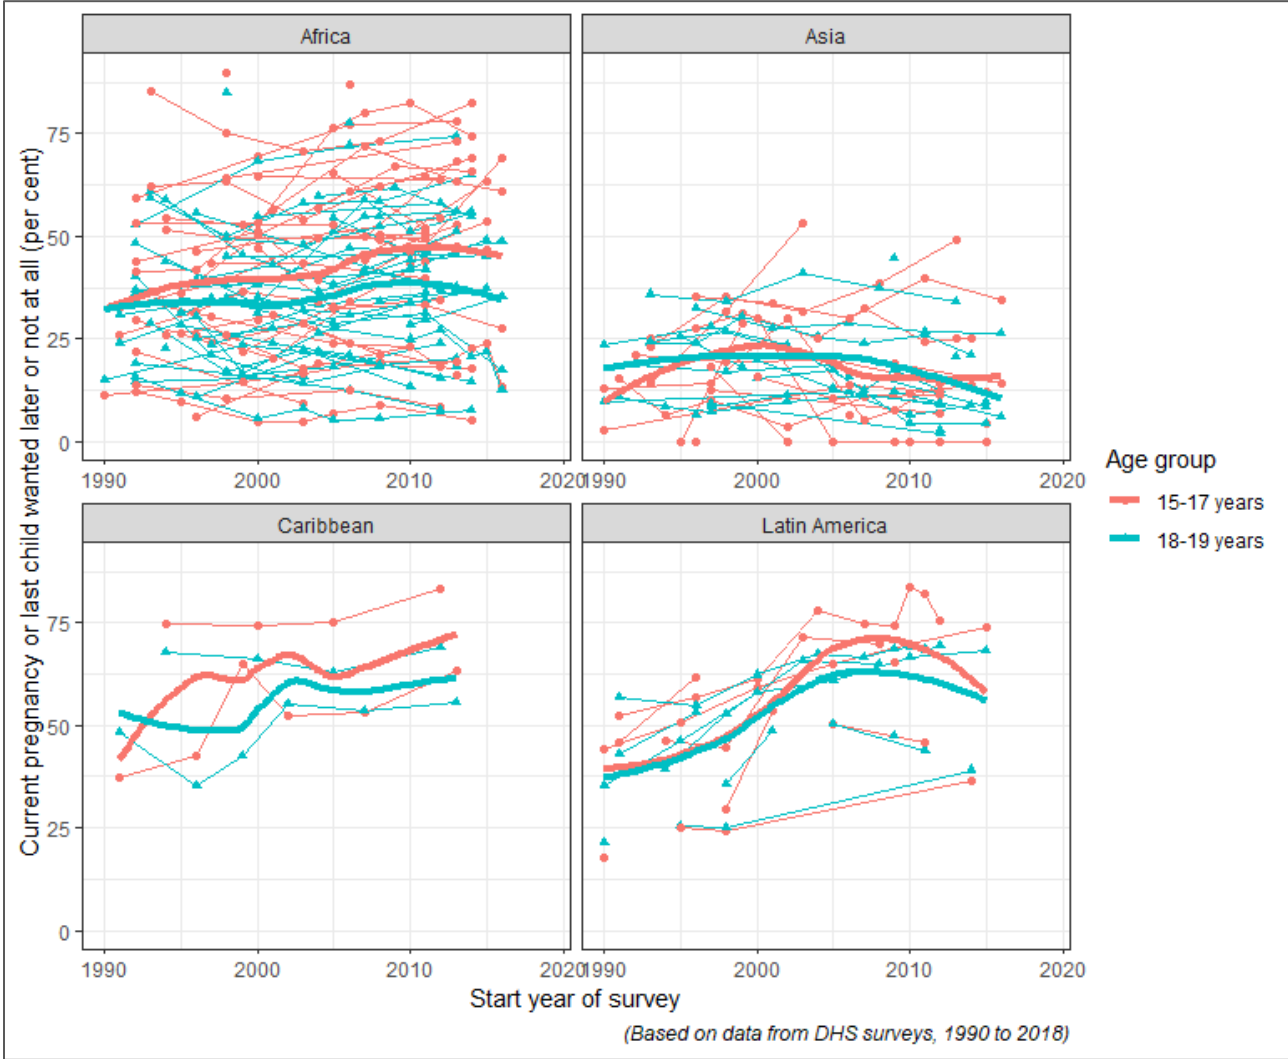 Africa
Asia
75
50
25
0
1990
2000
2010
2020
1990
2000
2010
2020
Caribbean
Latin America
75
50
25
0
1990
2000
2010
2020
1990
2000
2010
2020
Current pregnancy or last child wanted later or not at all (per cent)
Start year of survey
(Based on data from DHS surveys, 1990 to 2018)
Age group
15-17 years
18-19 years